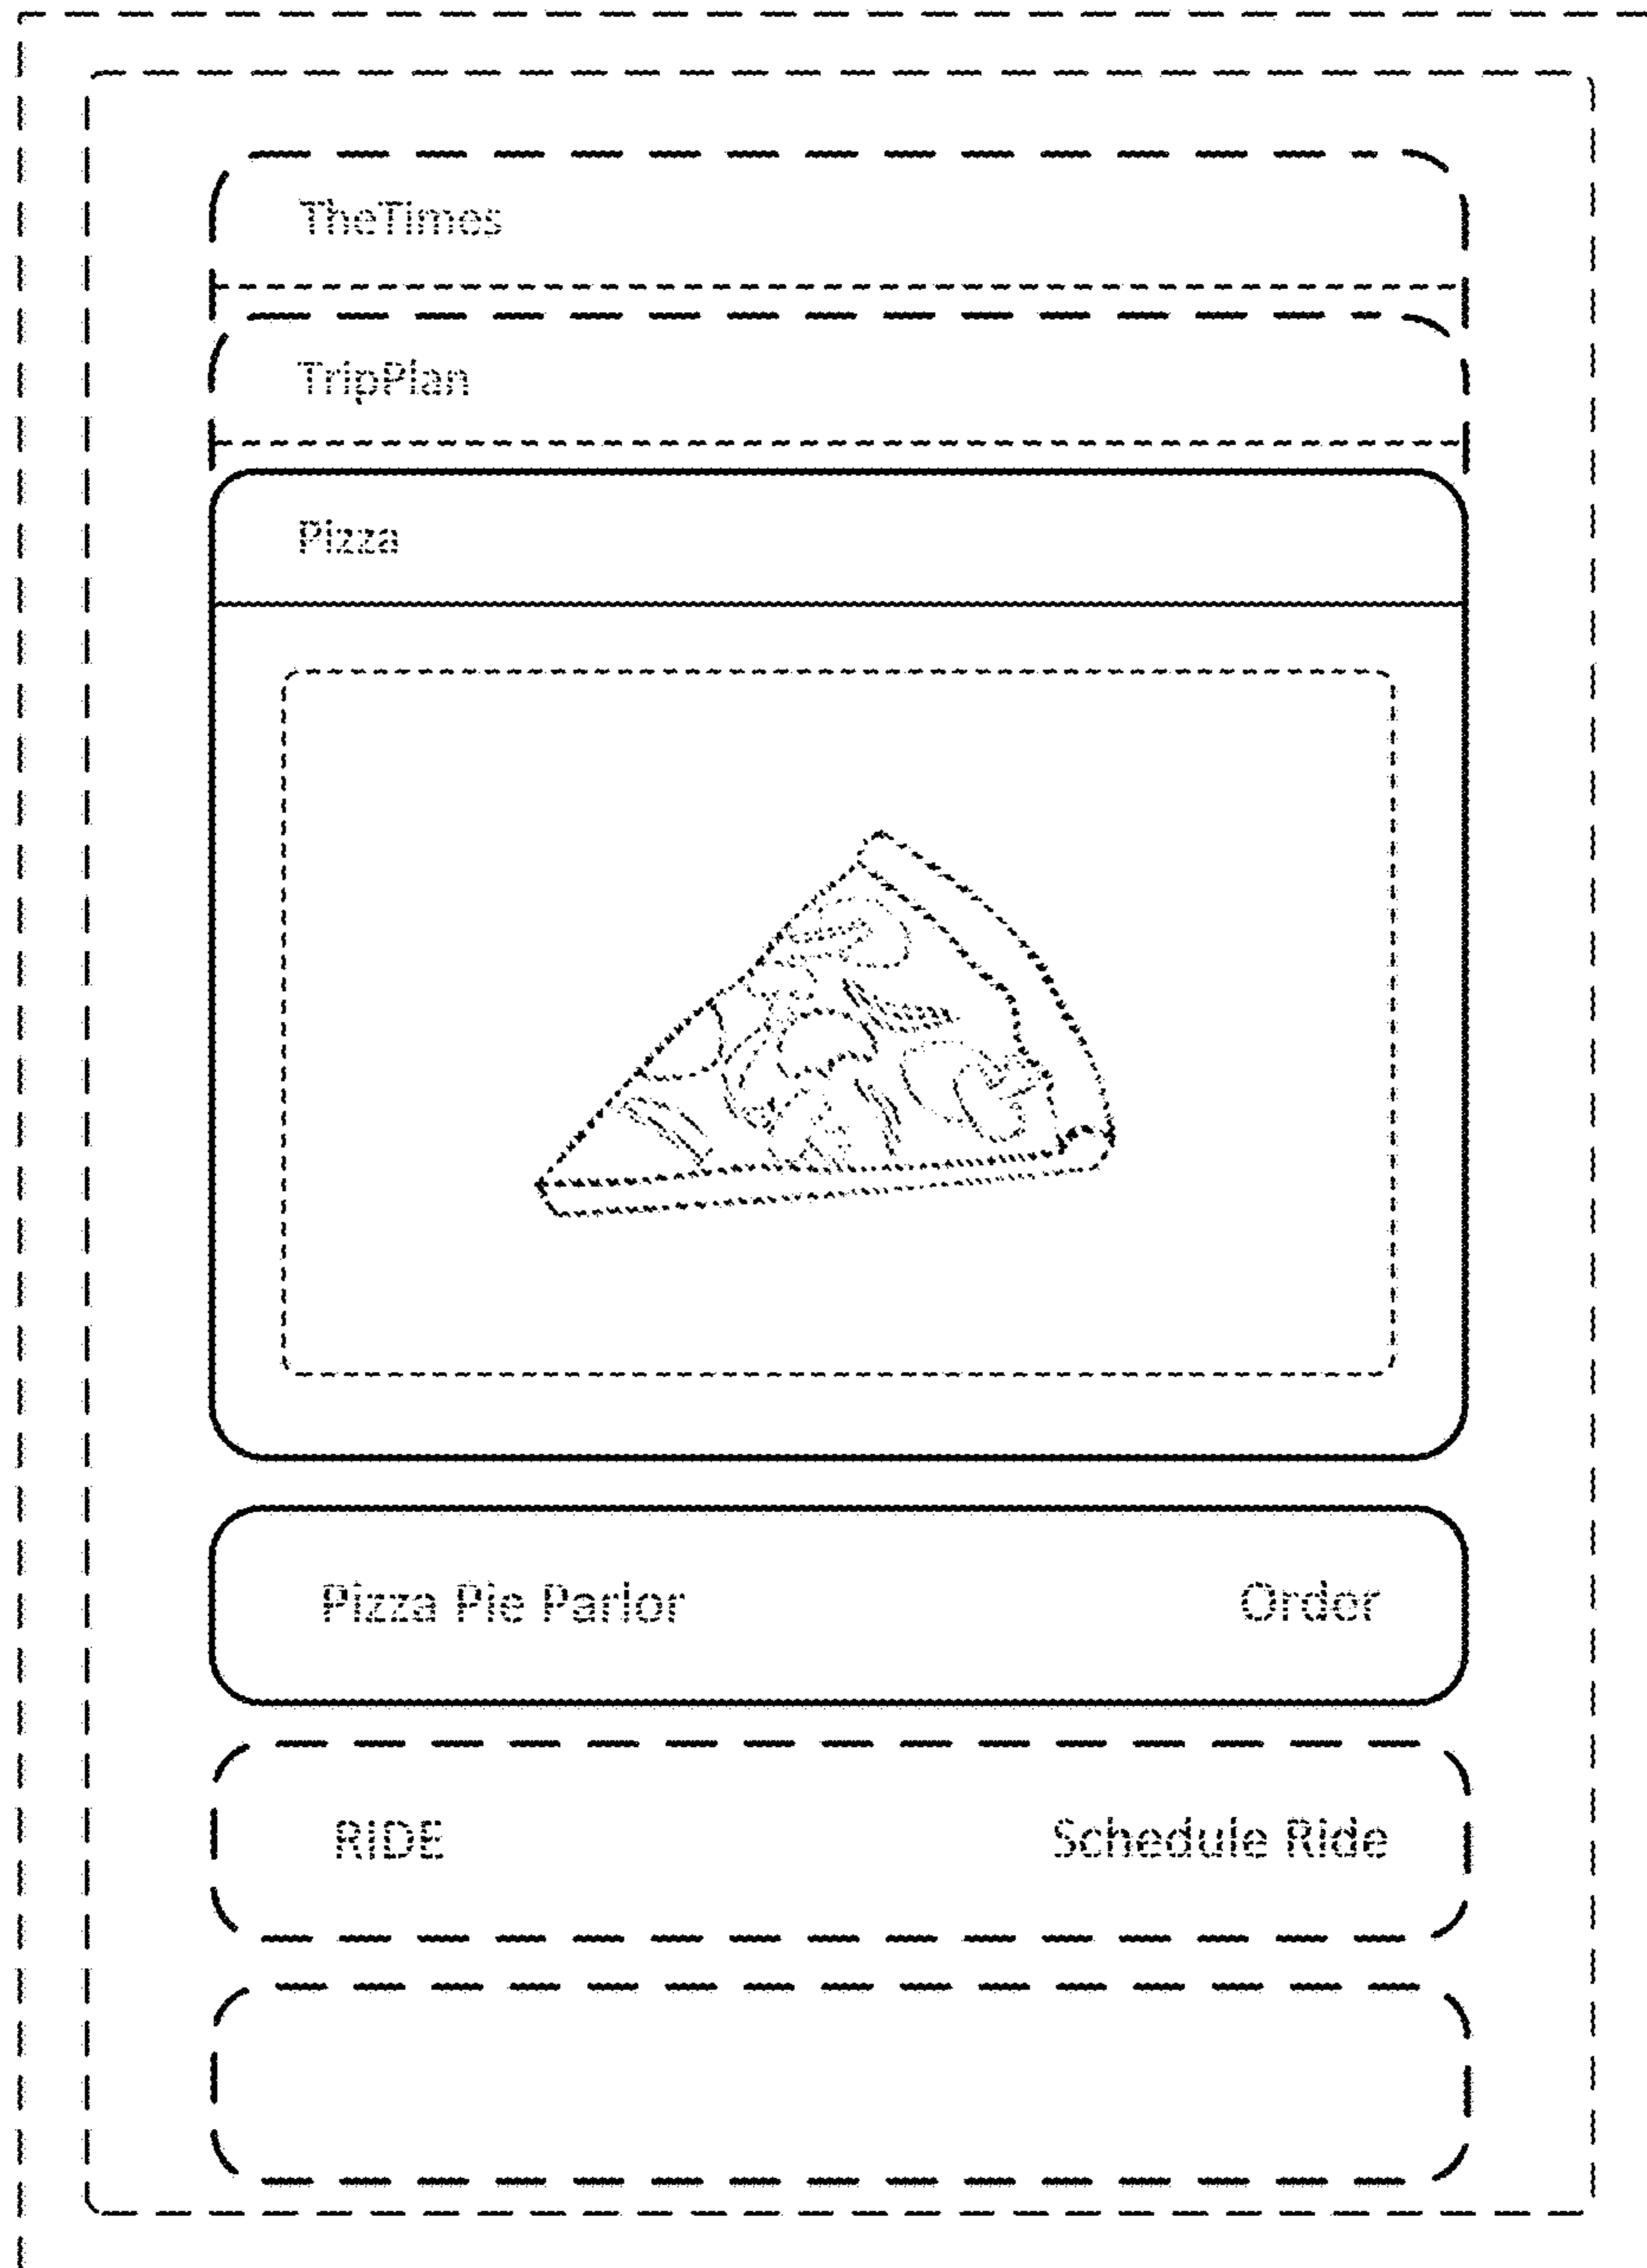 TheTimes
TripPlan
Pizza
Pizza Pie Parlor Order
RIDE Schedule Ride